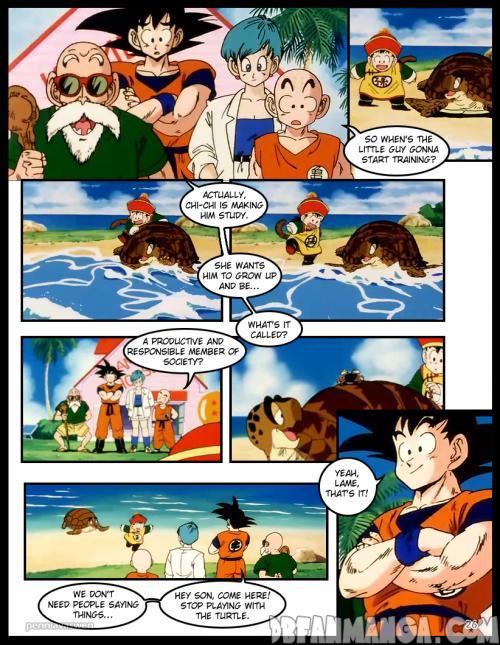 SO WHEN'S THE
LITTLE GUY GONNA
START TRAINING?
ACTUALLY,
CHI-CHI IS MAKING
HIM STUDY.
SHE WANTS
HIM TO GROW UP
AND BE...
WHAT'S IT
CALLED?
A PRODUCTIVE AND
RESPONSIBLE MEMBER OF
SOCIETY?
YEAH,
LAME,
THAT'S IT!
WE DON'T
NEED PEOPLE SAYING
THINGS...
HEY SON, COME HERE!
STOP PLAYING WITH
THE TURTLE.
26
DBFANMANGA.COM